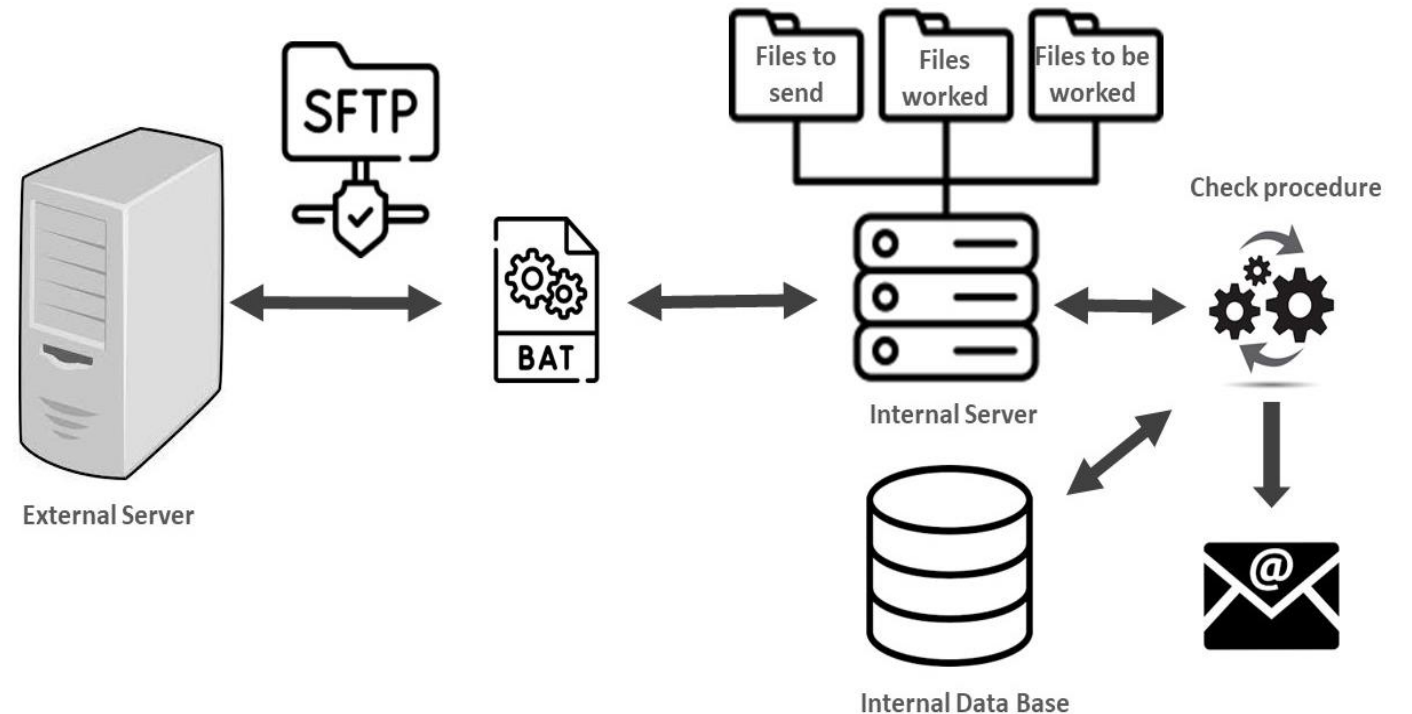 SFTP
Files to
send
Files
worked
Files to be
worked
Check procedure
BAT
Internal Server
External Server
@
Internal Data Base